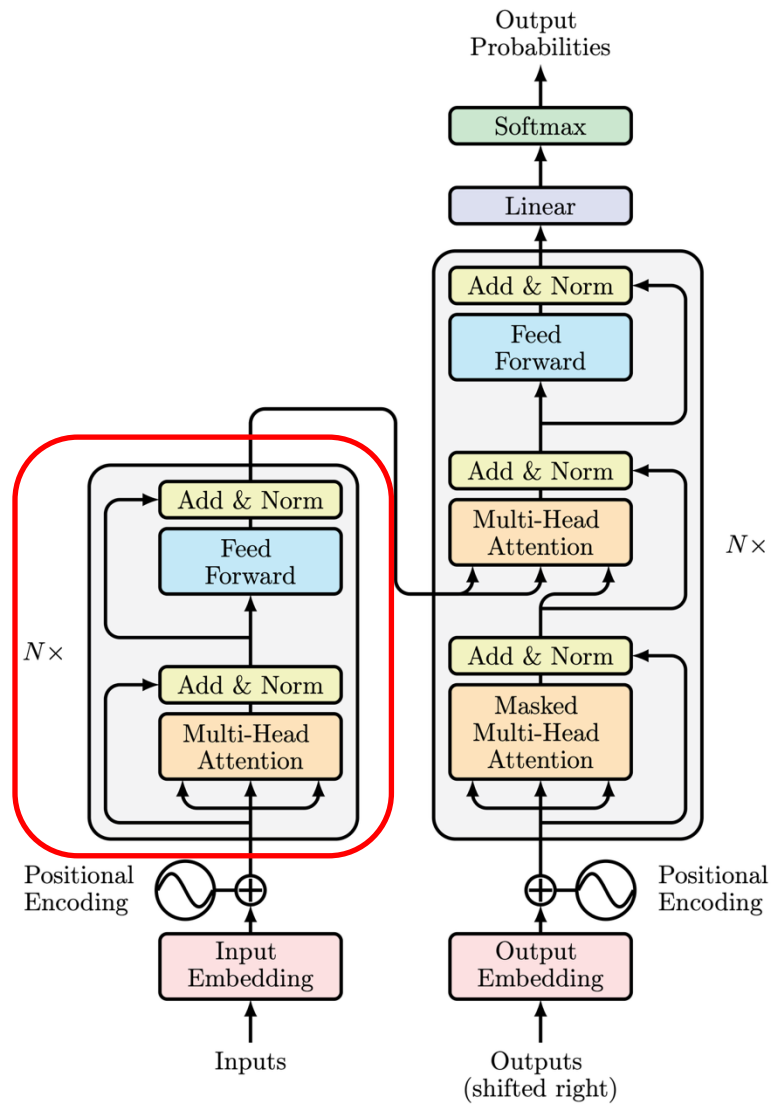 Output
Probabilities
Softmax
Linear
Add & Norm
Feed
Forward
Add & Norm
Multi-Head
Attention
N×
Add & Norm
Masked
Multi-Head
Attention
Add & Norm
Feed
Forward
N×
Add & Norm
Multi-Head
Attention
Positional
Encoding
Positional
Encoding
Input
Embedding
Output
Embedding
Inputs
Outputs
(shifted right)